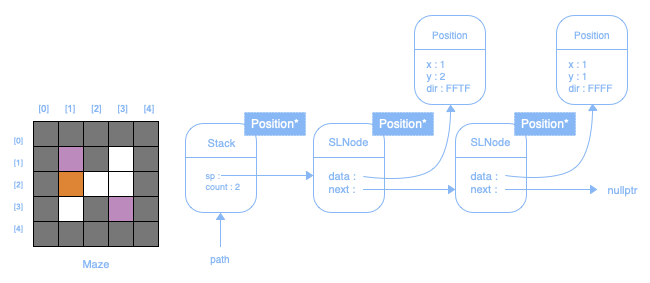 Position
x : 1
y : 2
dir : FFTF
Position
x : 1
y : 1
dir : FFFF
[0] [1] [2] [3] [4]
[0]
[1]
[2]
[3]
[4]
Maze
Position*
Stack
sp :
count : 2
path
Position*
SLNode
data :
next :
Position*
SLNode
data :
next :
nullptr